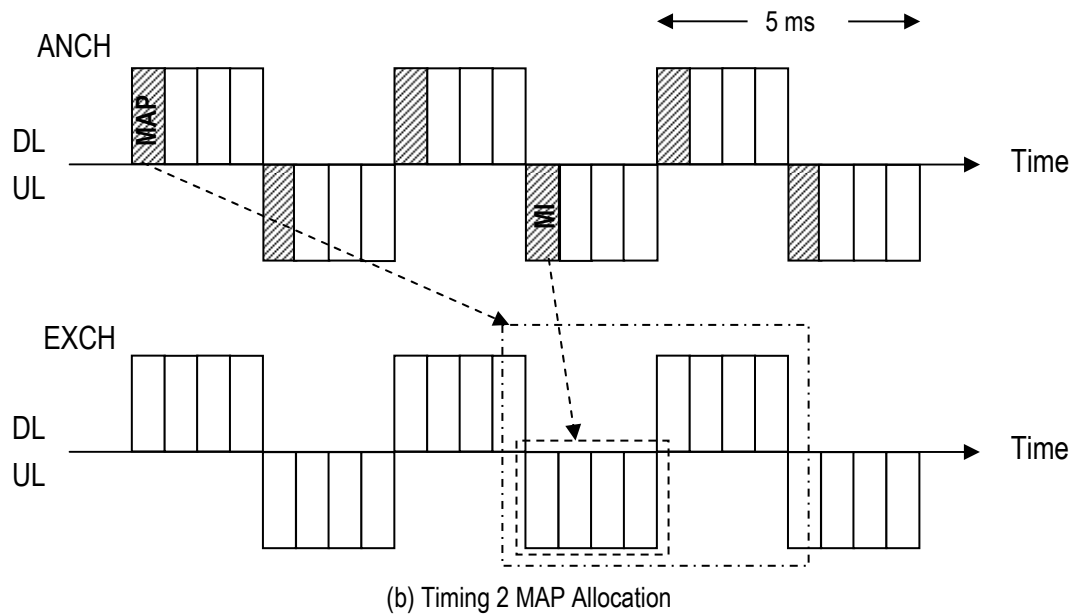 5 ms
ANCH
MAP
DL
Time
UL
MI
EXCH
DL
Time
UL
(b) Timing 2 MAP Allocation